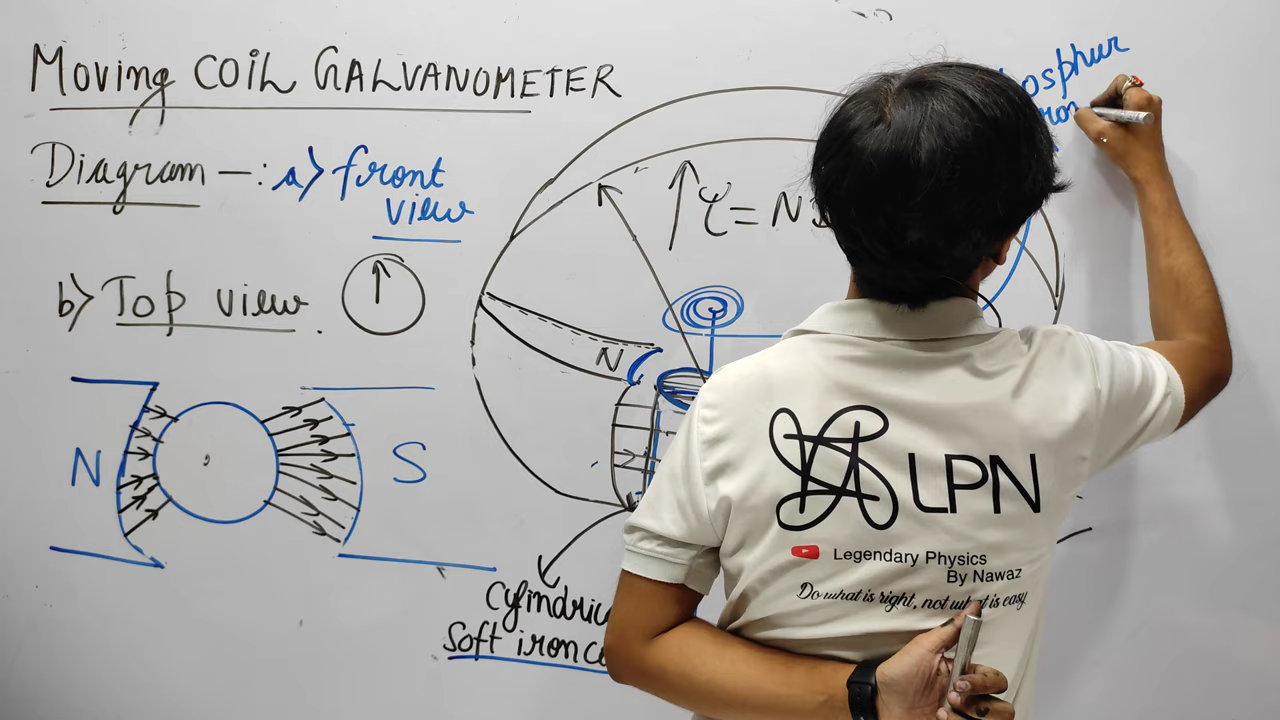 Moving COIL GALVANOMETER
Diagram –: a> front
view
b> Top view.
N
S
τ = N
N
Cylindric
Soft iron c
osphur
ron
LPN
Legendary Physics
By Nawaz
Do what is right, not what is easy